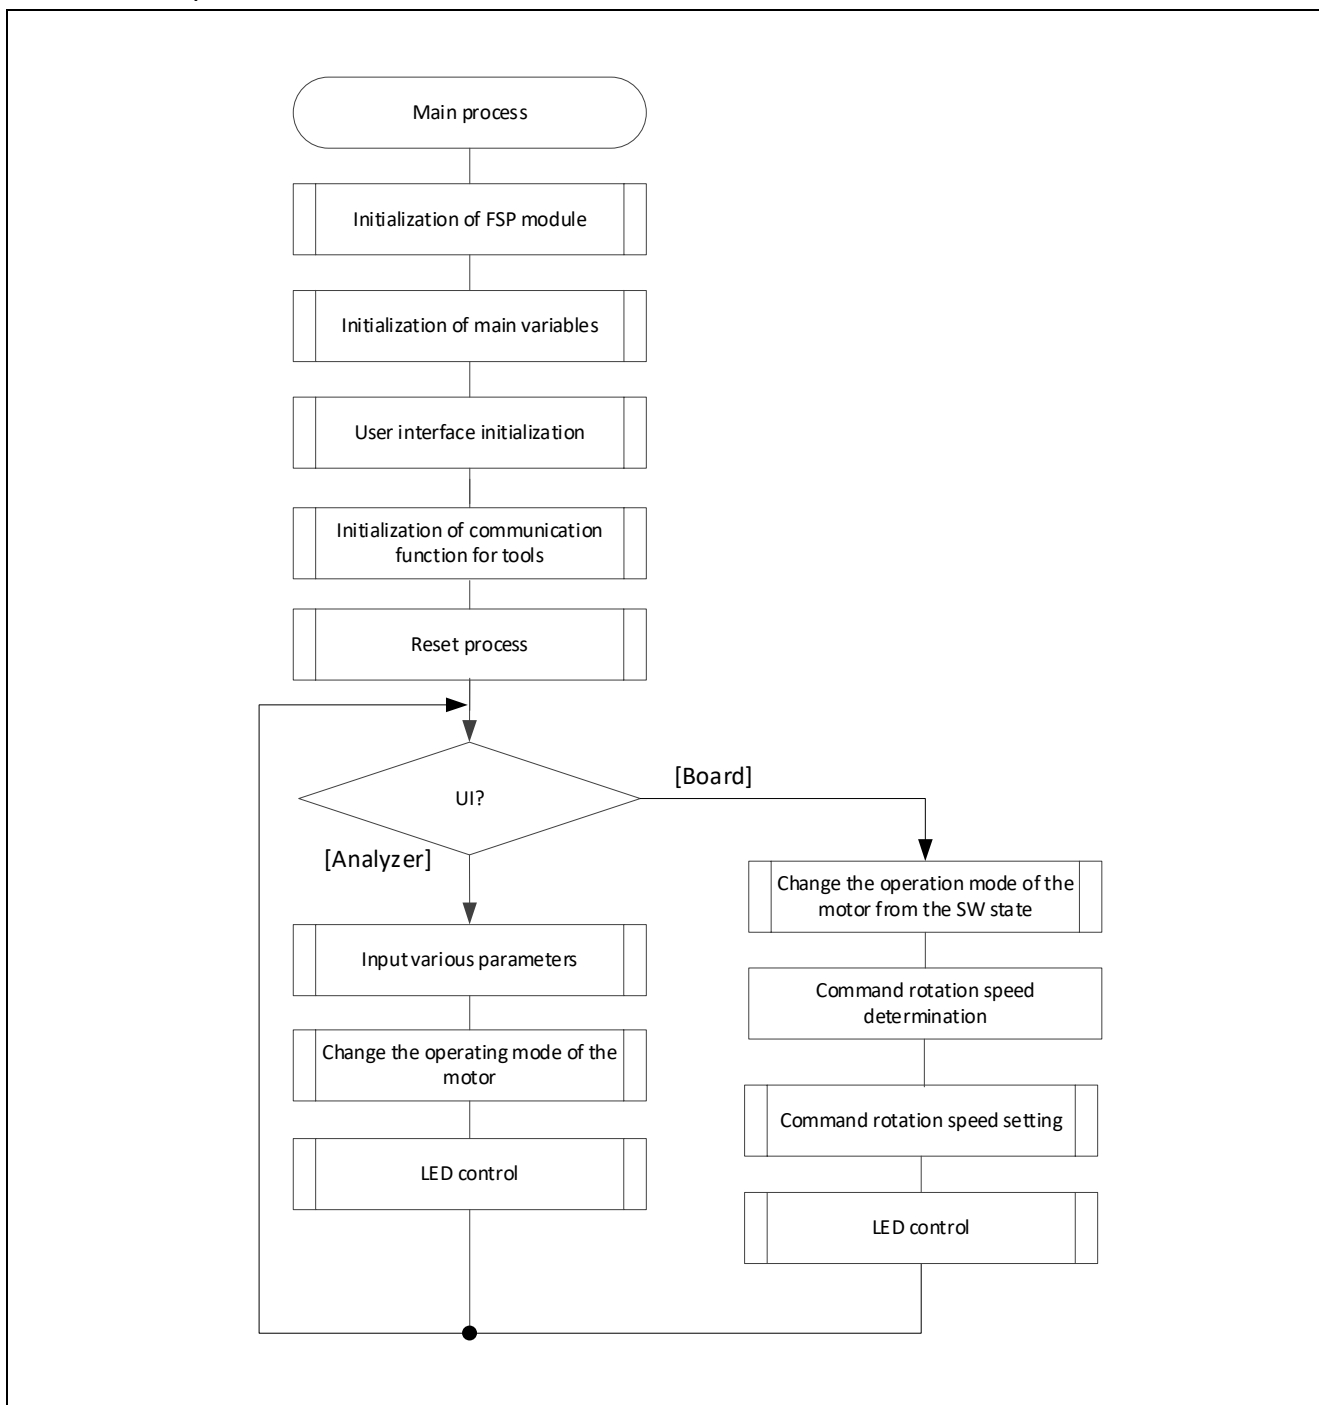 Main process
Initialization of FSP module
Initialization of main variables
User interface initialization
Initialization of communication
function for tools
Reset process
UI?
[Board]
[Analyzer]
Input various parameters
Change the operating mode of the
motor
LED control
Change the operation mode of the
motor from the SW state
Command rotation speed
determination
Command rotation speed setting
LED control